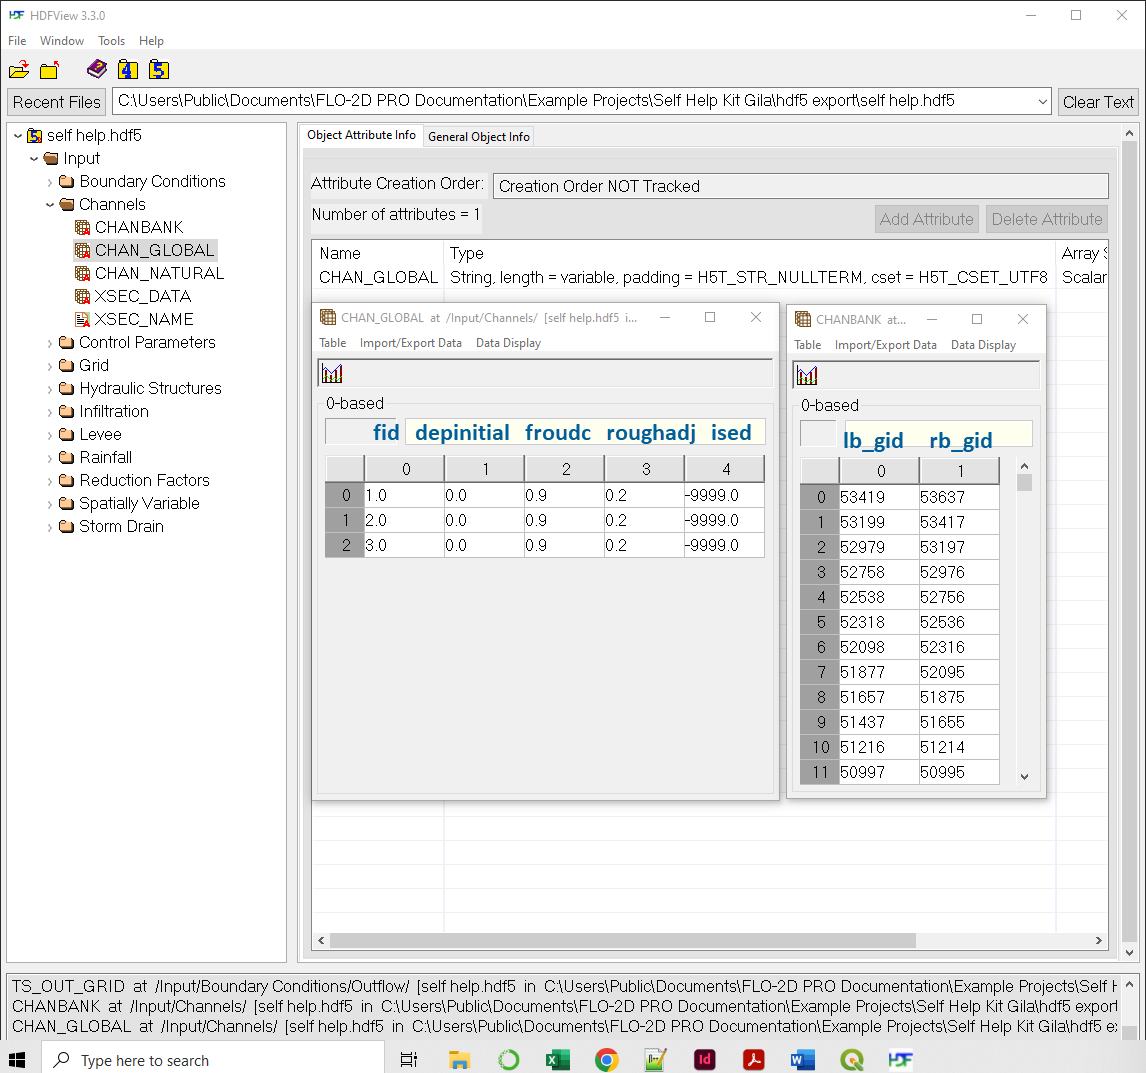 HDFView 3.3.0
File Window Tools Help
Recent Files C:\Users\Public\Documents\FLO-2D PRO Documentation\Example Projects\Self Help Kit Gila\hdf5 export\self help.hdf5 Clear Text
self help.hdf5
Input
Boundary Conditions
Channels
CHANBANK
CHAN_GLOBAL
CHAN_NATURAL
XSEC_DATA
XSEC_NAME
Control Parameters
Grid
Hydraulic Structures
Infiltration
Levee
Rainfall
Reduction Factors
Spatially Variable
Storm Drain
Object Attribute Info General Object Info
Attribute Creation Order: Creation Order NOT Tracked
Number of attributes = 1 Add Attribute Delete Attribute
Name Type Array S
CHAN_GLOBAL String, length = variable, padding = H5T_STR_NULLTERM, cset = H5T_CSET_UTF8 Scalar
CHAN_GLOBAL at /Input/Channels/ [self help.hdf5 i...
Table Import/Export Data Data Display
0-based
fid depinitial froudc roughadj ised
0 1 2 3 4
0 1.0 0.0 0.9 0.2 -9999.0
1 2.0 0.0 0.9 0.2 -9999.0
2 3.0 0.0 0.9 0.2 -9999.0
CHANBANK at...
Table Import/Export Data Data Display
0-based
lb_gid rb_gid
0 1
0 53419 53637
1 53199 53417
2 52979 53197
3 52758 52976
4 52538 52756
5 52318 52536
6 52098 52316
7 51877 52095
8 51657 51875
9 51437 51655
10 51216 51214
11 50997 50995
TS_OUT_GRID at /Input/Boundary Conditions/Outflow/ [self help.hdf5 in C:\Users\Public\Documents\FLO-2D PRO Documentation\Example Projects\Self H
CHANBANK at /Input/Channels/ [self help.hdf5 in C:\Users\Public\Documents\FLO-2D PRO Documentation\Example Projects\Self Help Kit Gila\hdf5 export
CHAN_GLOBAL at /Input/Channels/ [self help.hdf5 in C:\Users\Public\Documents\FLO-2D PRO Documentation\Example Projects\Self Help Kit Gila\hdf5 ex
Type here to search